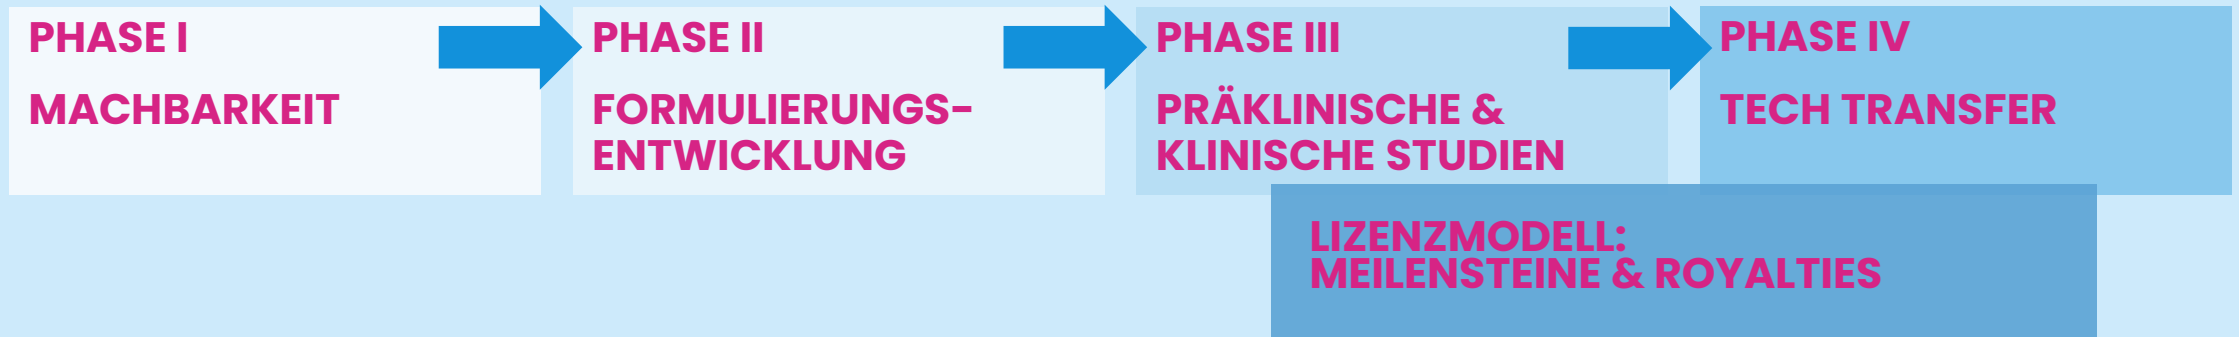 PHASE I
MACHBARKEIT
PHASE II
FORMULIERUNGS-
ENTWICKLUNG
PHASE III
PRÄKLINISCHE &
KLINISCHE STUDIEN
PHASE IV
TECH TRANSFER
LIZENZMODELL:
MEILENSTEINE & ROYALTIES